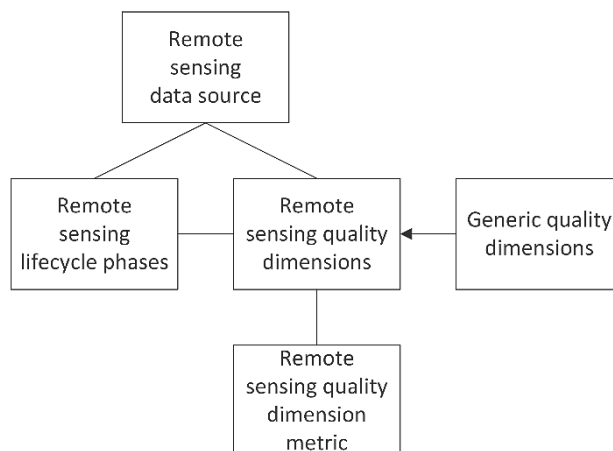 Remote
sensing
data source
Remote
sensing
lifecycle phases
Remote
sensing quality
dimensions
Generic quality
dimensions
Remote
sensing quality
dimension
metric